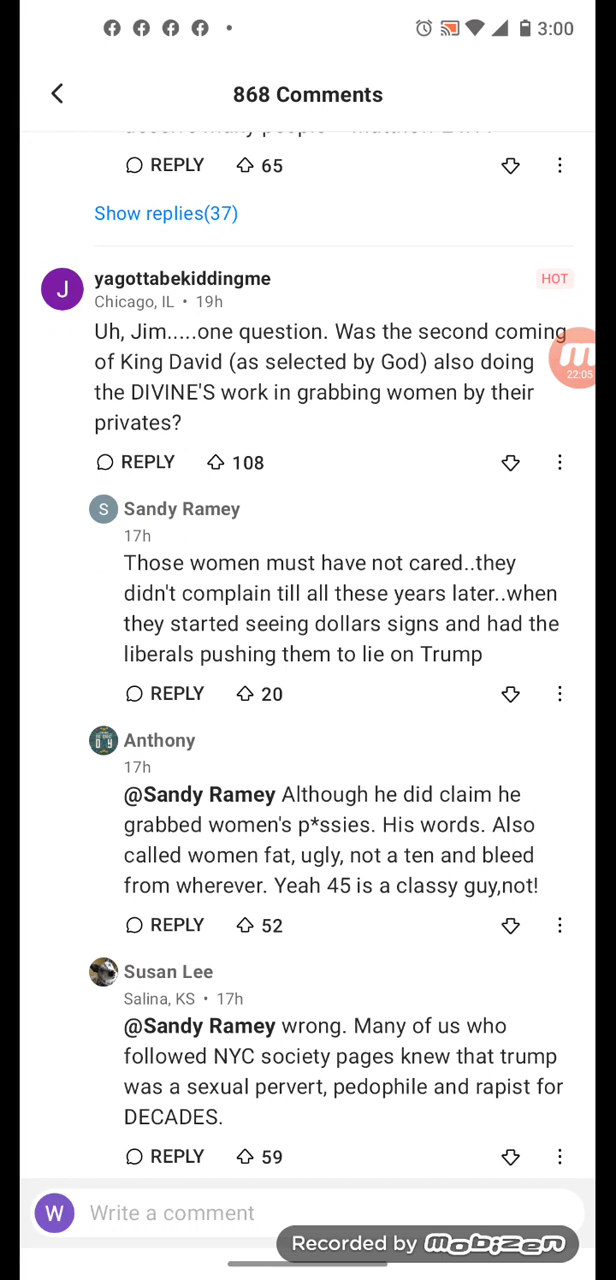 3:00
868 Comments
REPLY 65
Show replies(37)
J
yagottabekiddingme
HOT
Chicago, IL • 19h
Uh, Jim.....one question. Was the second coming
of King David (as selected by God) also doing
the DIVINE'S work in grabbing women by their
privates?
22:05
REPLY 108
S
Sandy Ramey
17h
Those women must have not cared..they
didn't complain till all these years later..when
they started seeing dollars signs and had the
liberals pushing them to lie on Trump
REPLY 20
Anthony
17h
@Sandy Ramey Although he did claim he
grabbed women's p*ssies. His words. Also
called women fat, ugly, not a ten and bleed
from wherever. Yeah 45 is a classy guy,not!
REPLY 52
Susan Lee
Salina, KS • 17h
@Sandy Ramey wrong. Many of us who
followed NYC society pages knew that trump
was a sexual pervert, pedophile and rapist for
DECADES.
REPLY 59
W
Write a comment
Recorded by mobizen